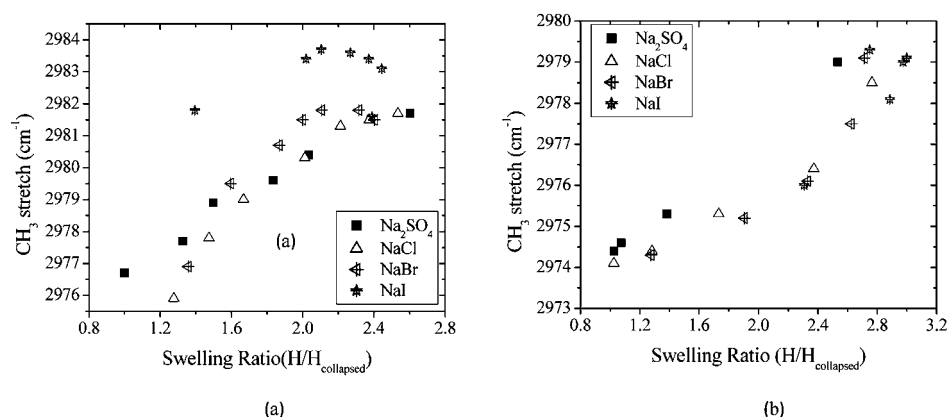 2984
2983
2982
2981
2980
2979
2978
2977
2976
CH₃ stretch (cm⁻¹)
0.8 1.2 1.6 2.0 2.4 2.8
Swelling Ratio(H/H_collapsed)
(a)
Na₂SO₄
NaCl
NaBr
NaI
(a)
2980
2979
2978
2977
2976
2975
2974
2973
CH₃ stretch (cm⁻¹)
0.8 1.2 1.6 2.0 2.4 2.8 3.2
Swelling Ratio (H/H_collapsed)
Na₂SO₄
NaCl
NaBr
NaI
(b)